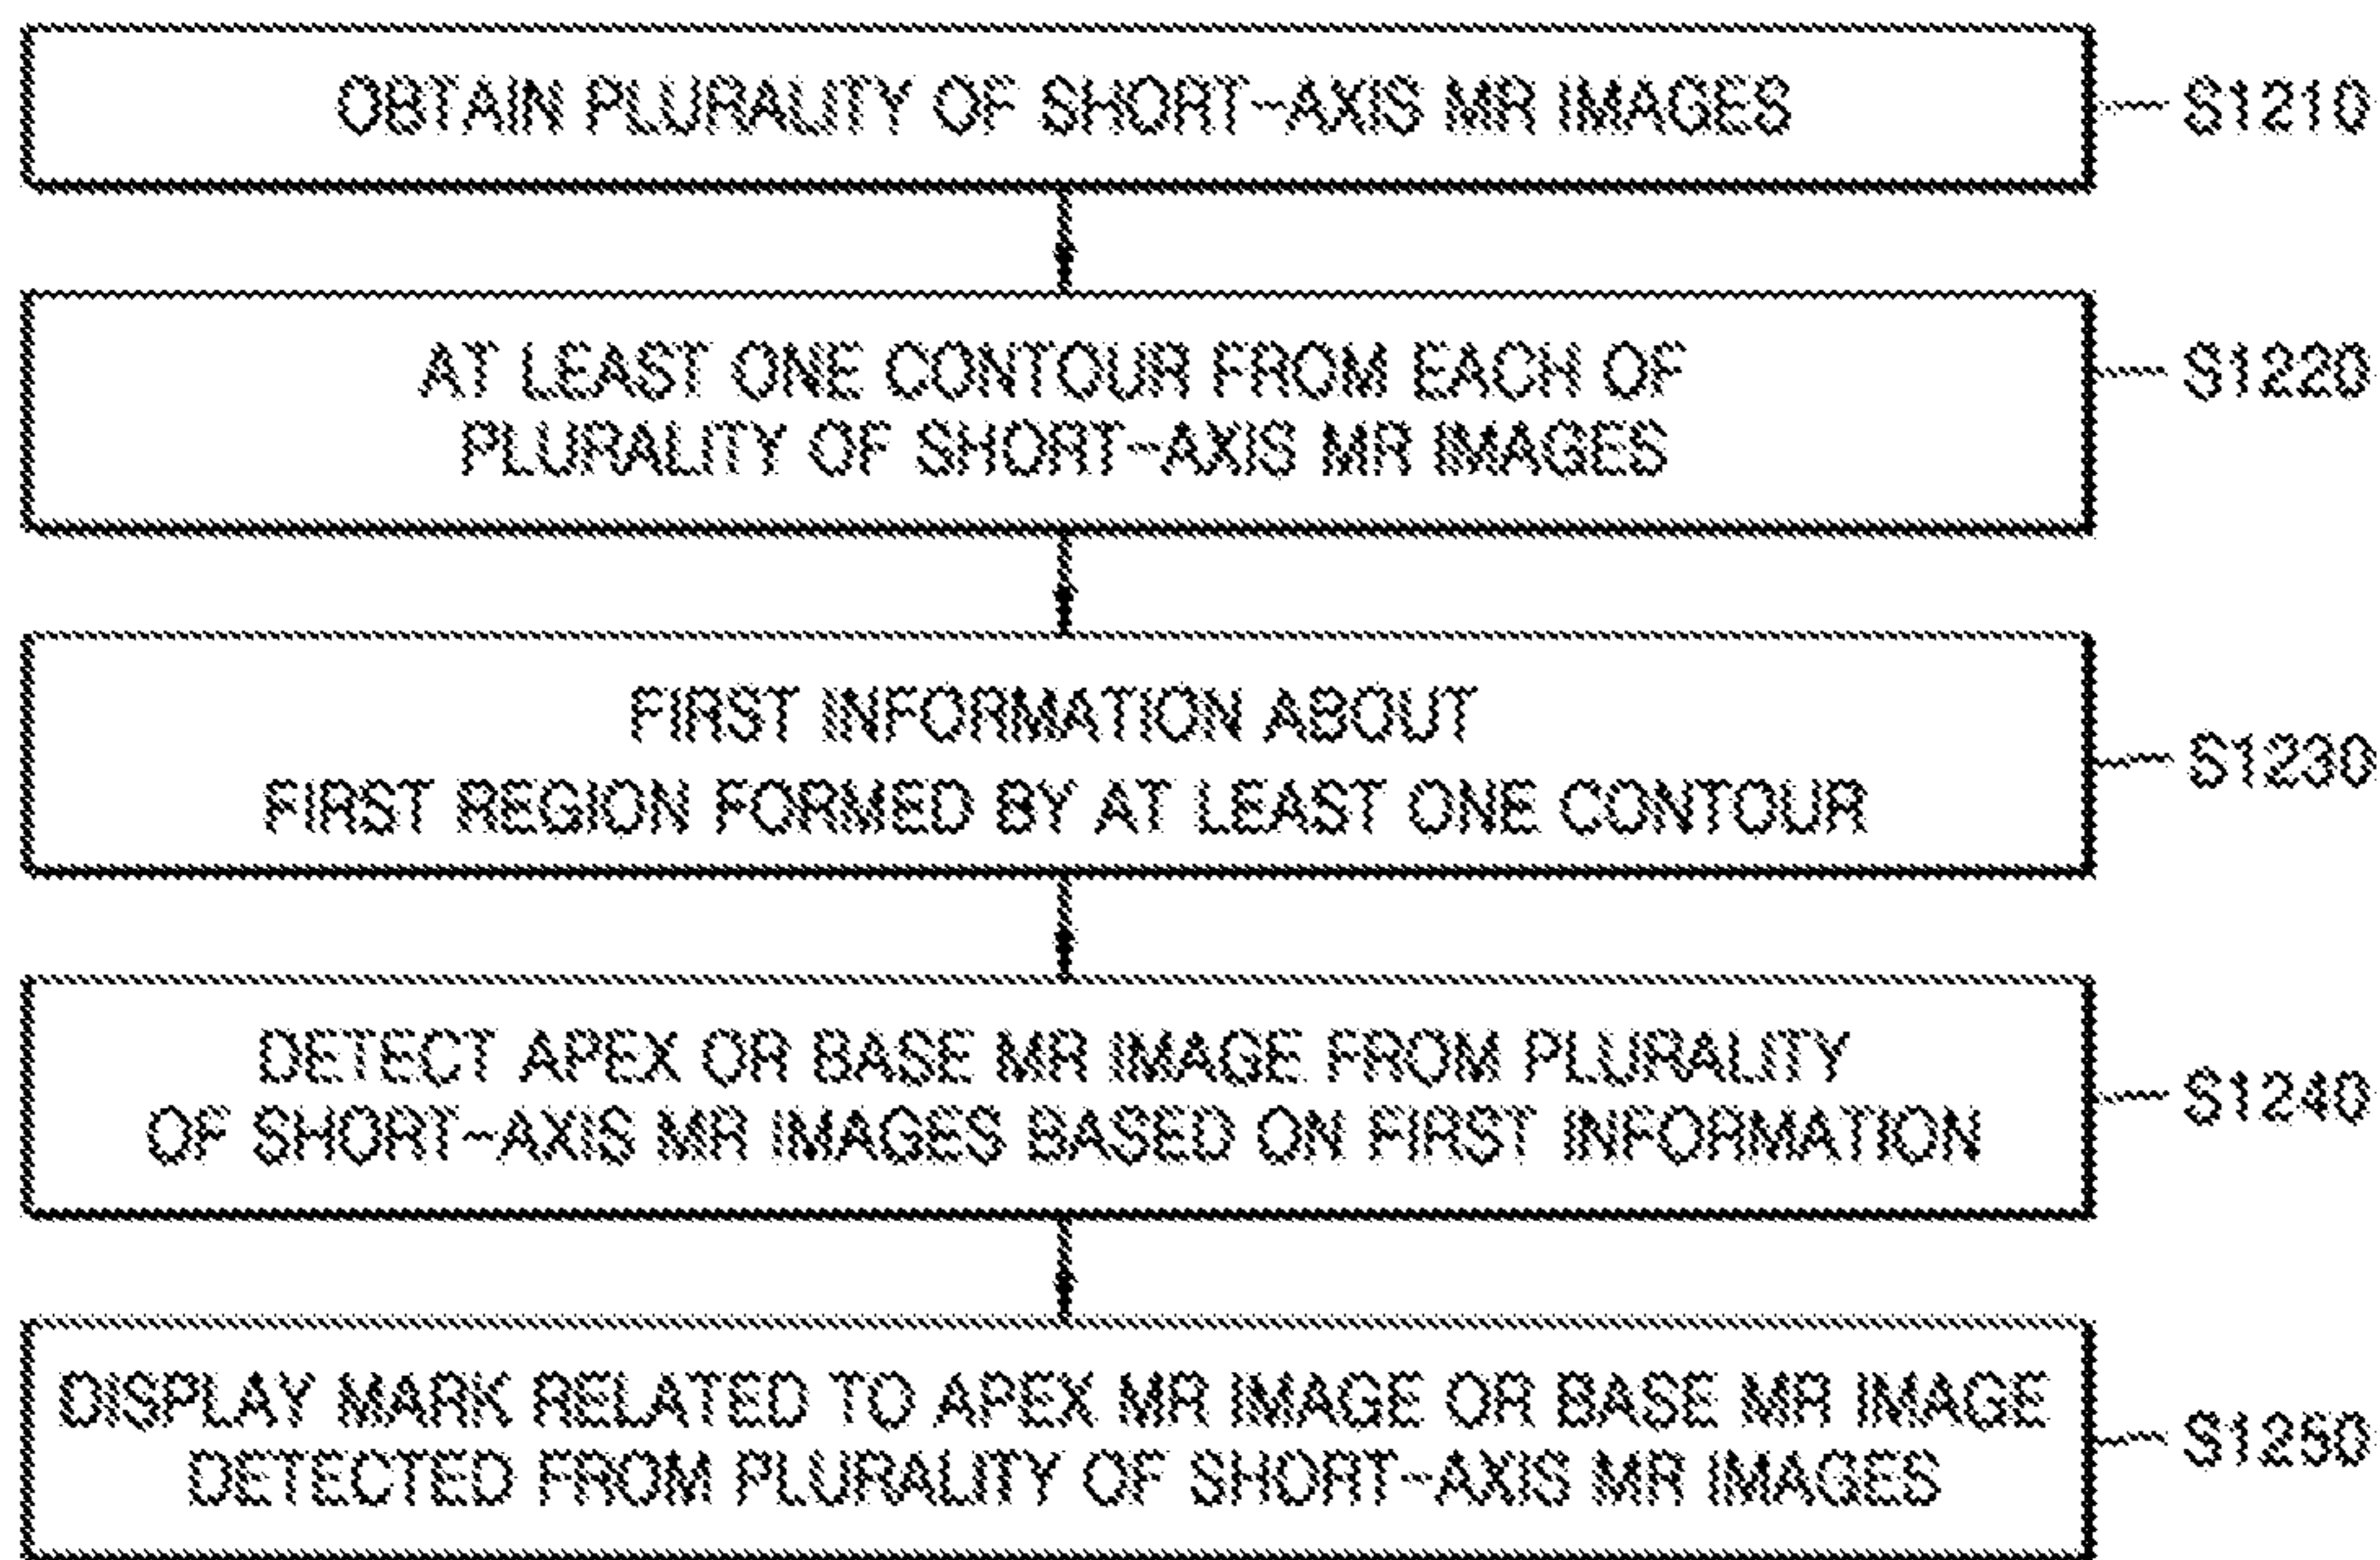 OBTAIN PLURALITY OF SHORT-AXIS MR IMAGES
S1210
AT LEAST ONE CONTOUR FROM EACH OF
PLURALITY OF SHORT-AXIS MR IMAGES
S1220
FIRST INFORMATION ABOUT
FIRST REGION FORMED BY AT LEAST ONE CONTOUR
S1230
DETECT APEX OR BASE MR IMAGE FROM PLURALITY
OF SHORT-AXIS MR IMAGES BASED ON FIRST INFORMATION
S1240
DISPLAY MARK RELATED TO APEX MR IMAGE OR BASE MR IMAGE
DETECTED FROM PLURALITY OF SHORT-AXIS MR IMAGES
S1250